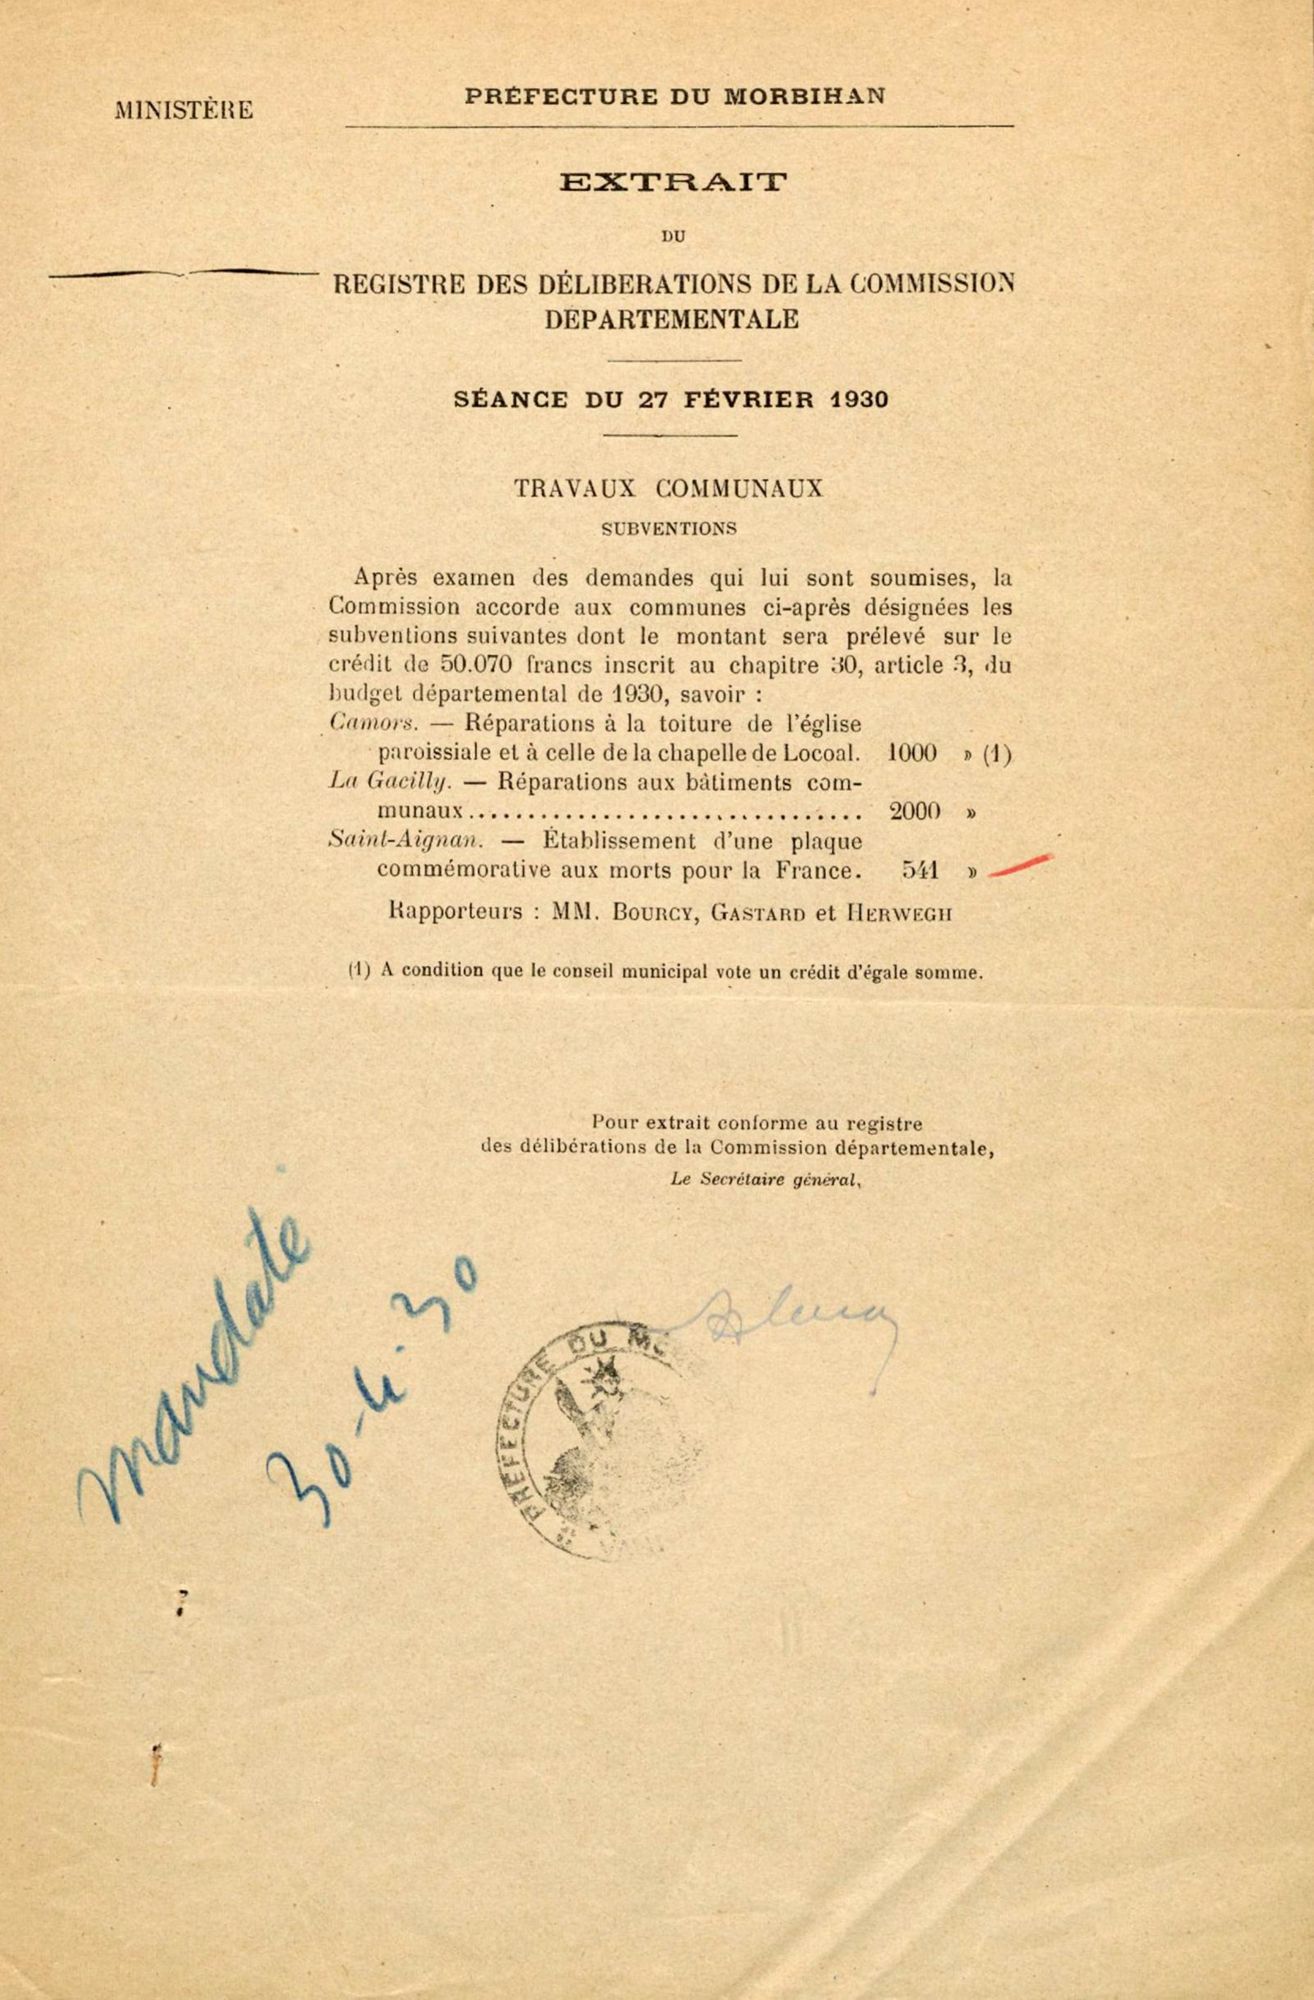 MINISTÈRE
PRÉFECTURE DU MORBIHAN
EXTRAIT
DU
REGISTRE DES DÉLIBERATIONS DE LA COMMISSION
DEPARTEMENTALE
SÉANCE DU 27 FÉVRIER 1930
TRAVAUX COMMUNAUX
SUBVENTIONS
Après examen des demandes qui lui sont soumises, la
Commission accorde aux communes ci-après désignées les
subventions suivantes dont le montant sera prélevé sur le
crédit de 50.070 francs inscrit au chapitre 30, article 3, du
budget départemental de 1930, savoir :
Camors. — Réparations à la toiture de l'église
paroissiale et à celle de la chapelle de Locoal. 1000 » (1)
La Gacilly. — Réparations aux bâtiments com-
munaux................................. 2000 »
Saint-Aignan. — Établissement d'une plaque
commémorative aux morts pour la France. 541 »
Rapporteurs : MM. BOURCY, GASTARD et HERWEGH
(1) A condition que le conseil municipal vote un crédit d'égale somme.
Pour extrait conforme au registre
des délibérations de la Commission départementale,
Le Secrétaire général,
mandaté
30-4-30
PREFECTURE DU MO